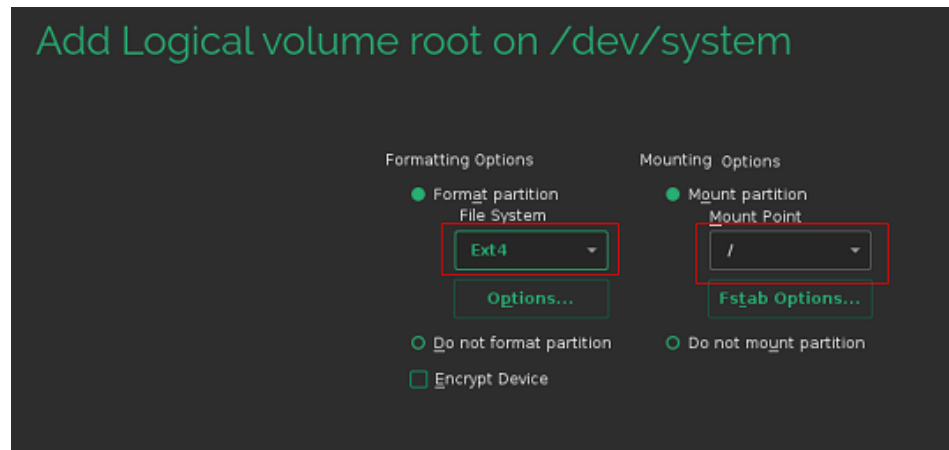 Add Logical volume root on /dev/system
Formatting Options
Format partition
File System
Ext4
Options...
Do not format partition
Encrypt Device
Mounting Options
Mount partition
Mount Point
/
Fstab Options...
Do not mount partition